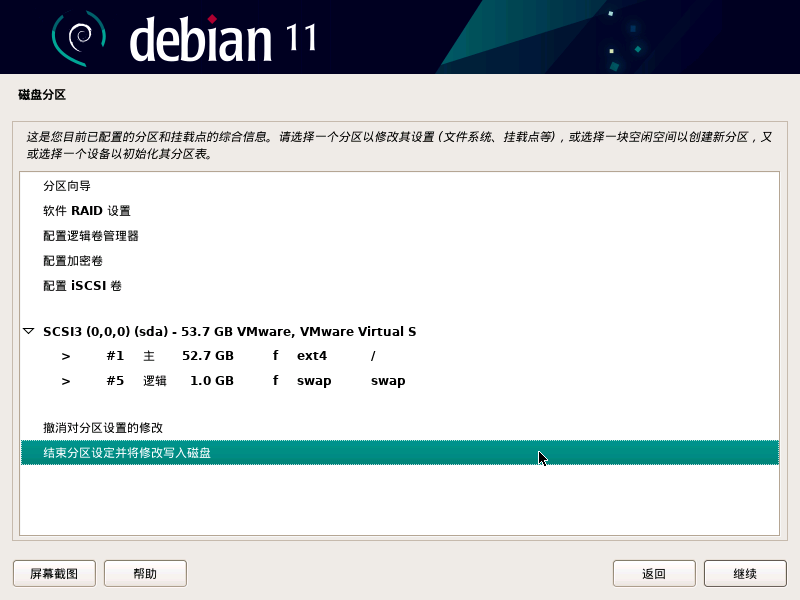 debian 11
磁盘分区
这是您目前已配置的分区和挂载点的综合信息。请选择一个分区以修改其设置 (文件系统、挂载点等)，或选择一块空闲空间以创建新分区，又
或选择一个设备以初始化其分区表。
分区向导
软件 RAID 设置
配置逻辑卷管理器
配置加密卷
配置 iSCSI 卷
SCSI3 (0,0,0) (sda) - 53.7 GB VMware, VMware Virtual S
> #1 主 52.7 GB f ext4 /
> #5 逻辑 1.0 GB f swap swap
撤消对分区设置的修改
结束分区设定并将修改写入磁盘
屏幕截图 帮助 返回 继续